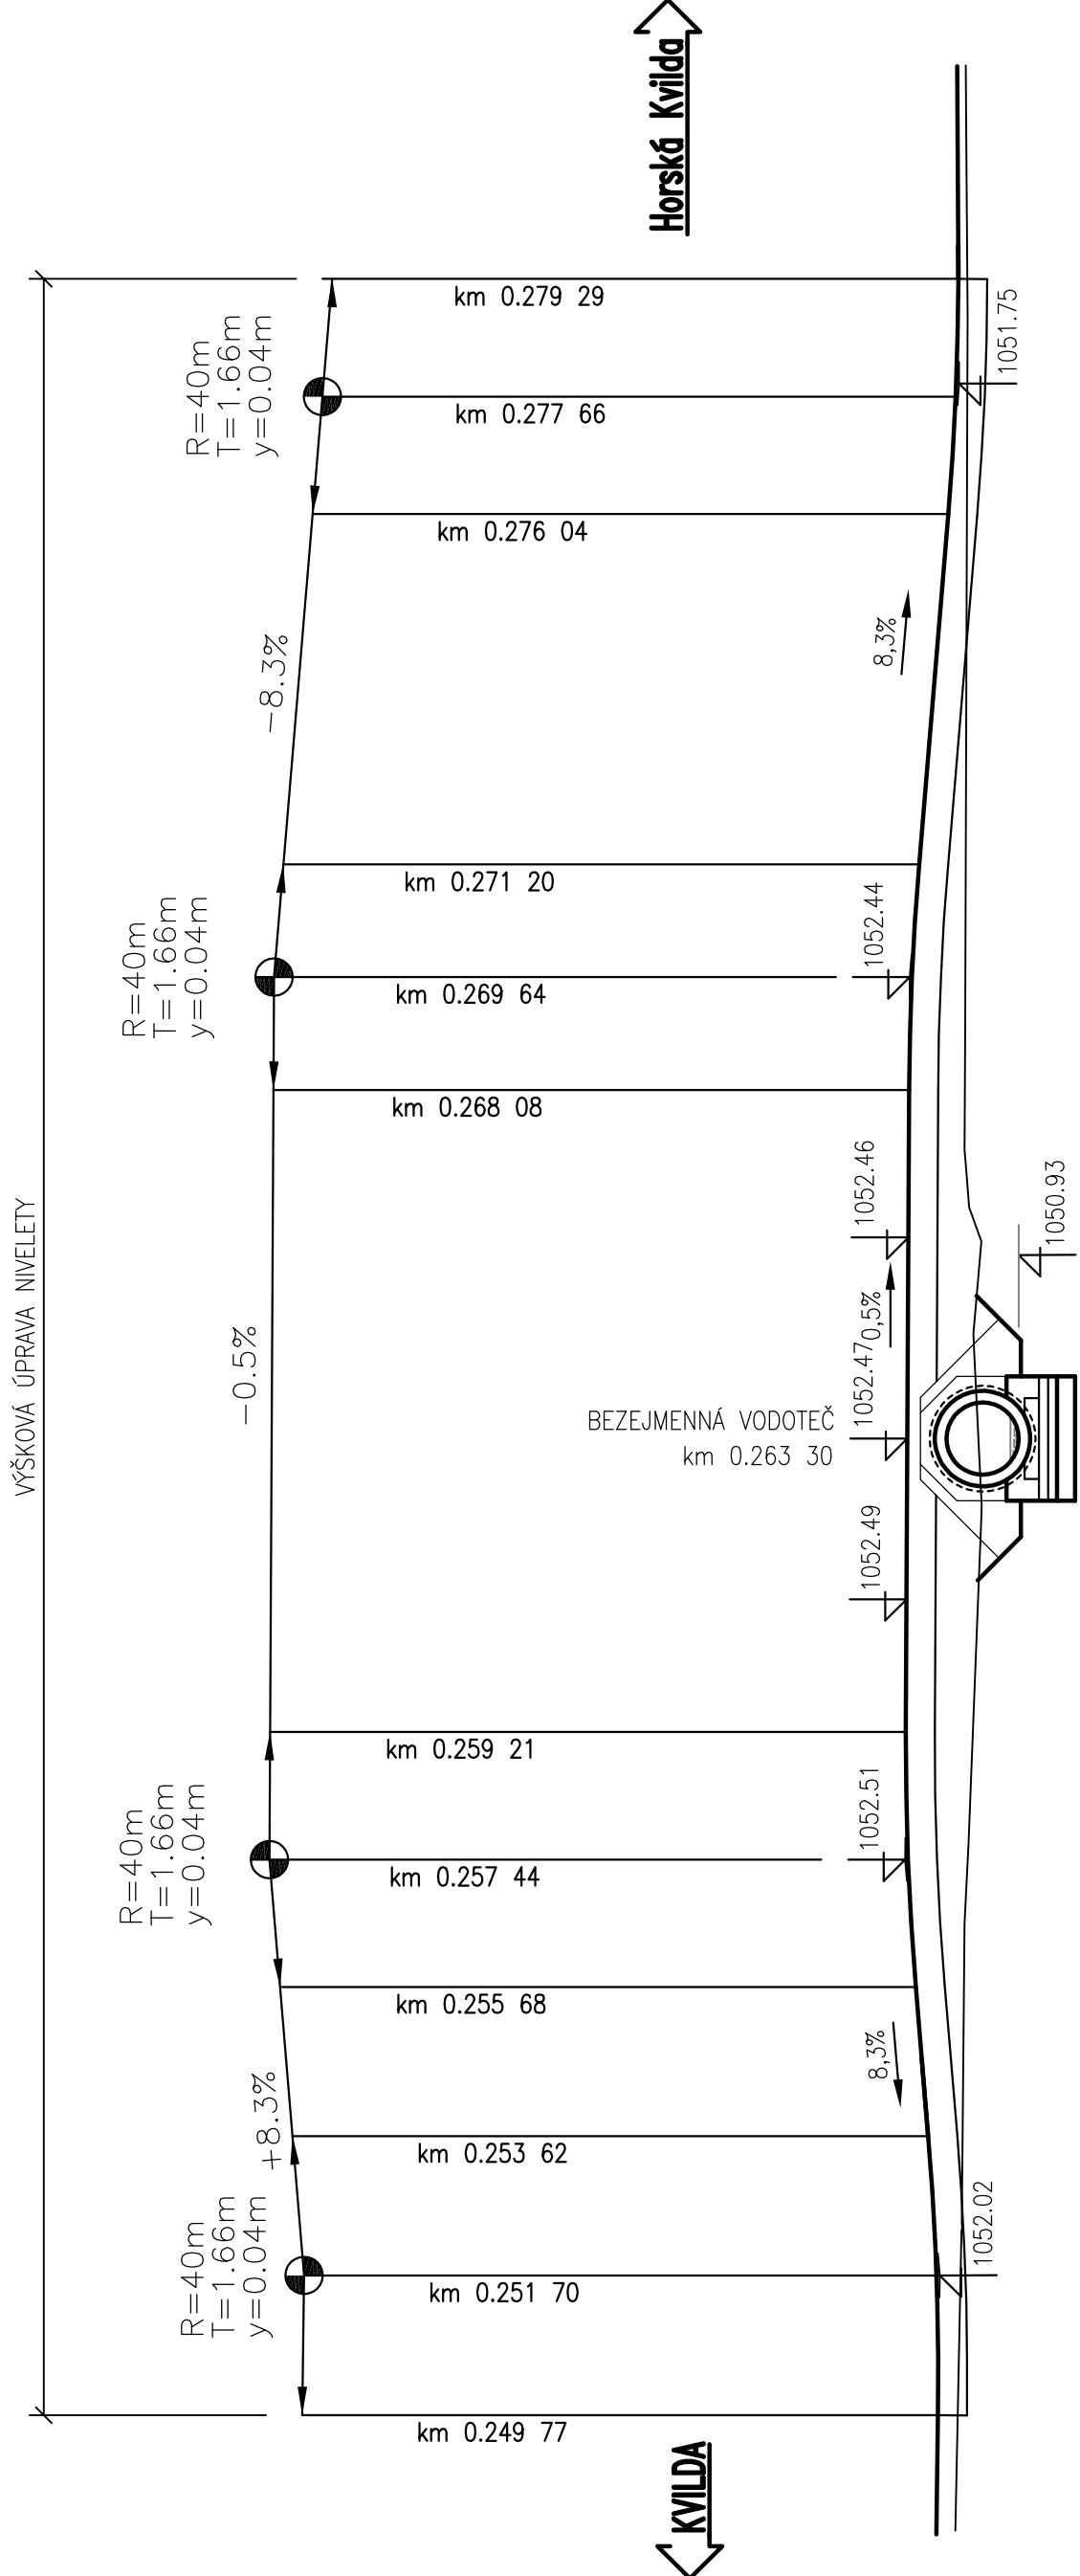 Horská Kvilda
VÝŠKOVÁ ÚPRAVA NIVELETY
R=40m
T=1.66m
y=0.04m
km 0.279 29
km 0.277 66
km 0.276 04
1051.75
-8.3%
8,3%
km 0.271 20
R=40m
T=1.66m
y=0.04m
km 0.269 64
1052.44
km 0.268 08
1052.46
1050.93
-0.5%
0,5%
1052.47
BEZEJMENNÁ VODOTEČ
km 0.263 30
1052.49
km 0.259 21
R=40m
T=1.66m
y=0.04m
km 0.257 44
1052.51
km 0.255 68
8,3%
+8.3%
km 0.253 62
R=40m
T=1.66m
y=0.04m
km 0.251 70
1052.02
km 0.249 77
KVILDA